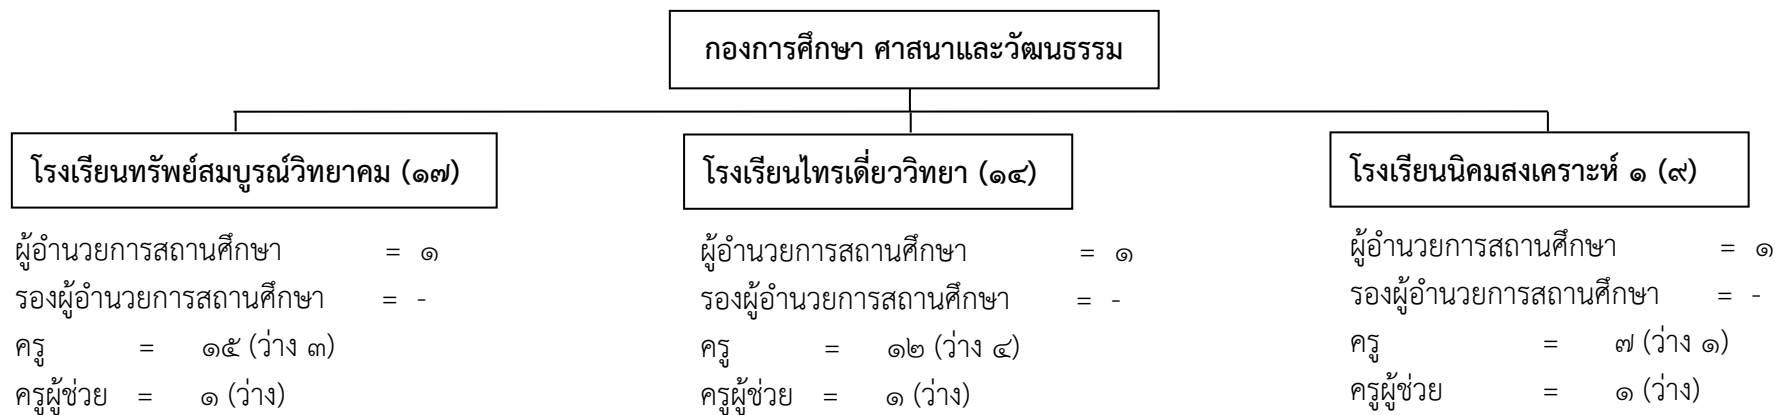 กองการศึกษา ศาสนาและวัฒนธรรม
โรงเรียนทรัพย์สมบูรณ์วิทยาคม (๑๗)
ผู้อำนวยการสถานศึกษา = ๑
รองผู้อำนวยการสถานศึกษา = -
ครู = ๑๕ (ว่าง ๓)
ครูผู้ช่วย = ๑ (ว่าง)
โรงเรียนไทรเดี่ยววิทยา (๑๔)
ผู้อำนวยการสถานศึกษา = ๑
รองผู้อำนวยการสถานศึกษา = -
ครู = ๑๒ (ว่าง ๔)
ครูผู้ช่วย = ๑ (ว่าง)
โรงเรียนนิคมสงเคราะห์ ๑ (๙)
ผู้อำนวยการสถานศึกษา = ๑
รองผู้อำนวยการสถานศึกษา = -
ครู = ๗ (ว่าง ๑)
ครูผู้ช่วย = ๑ (ว่าง)